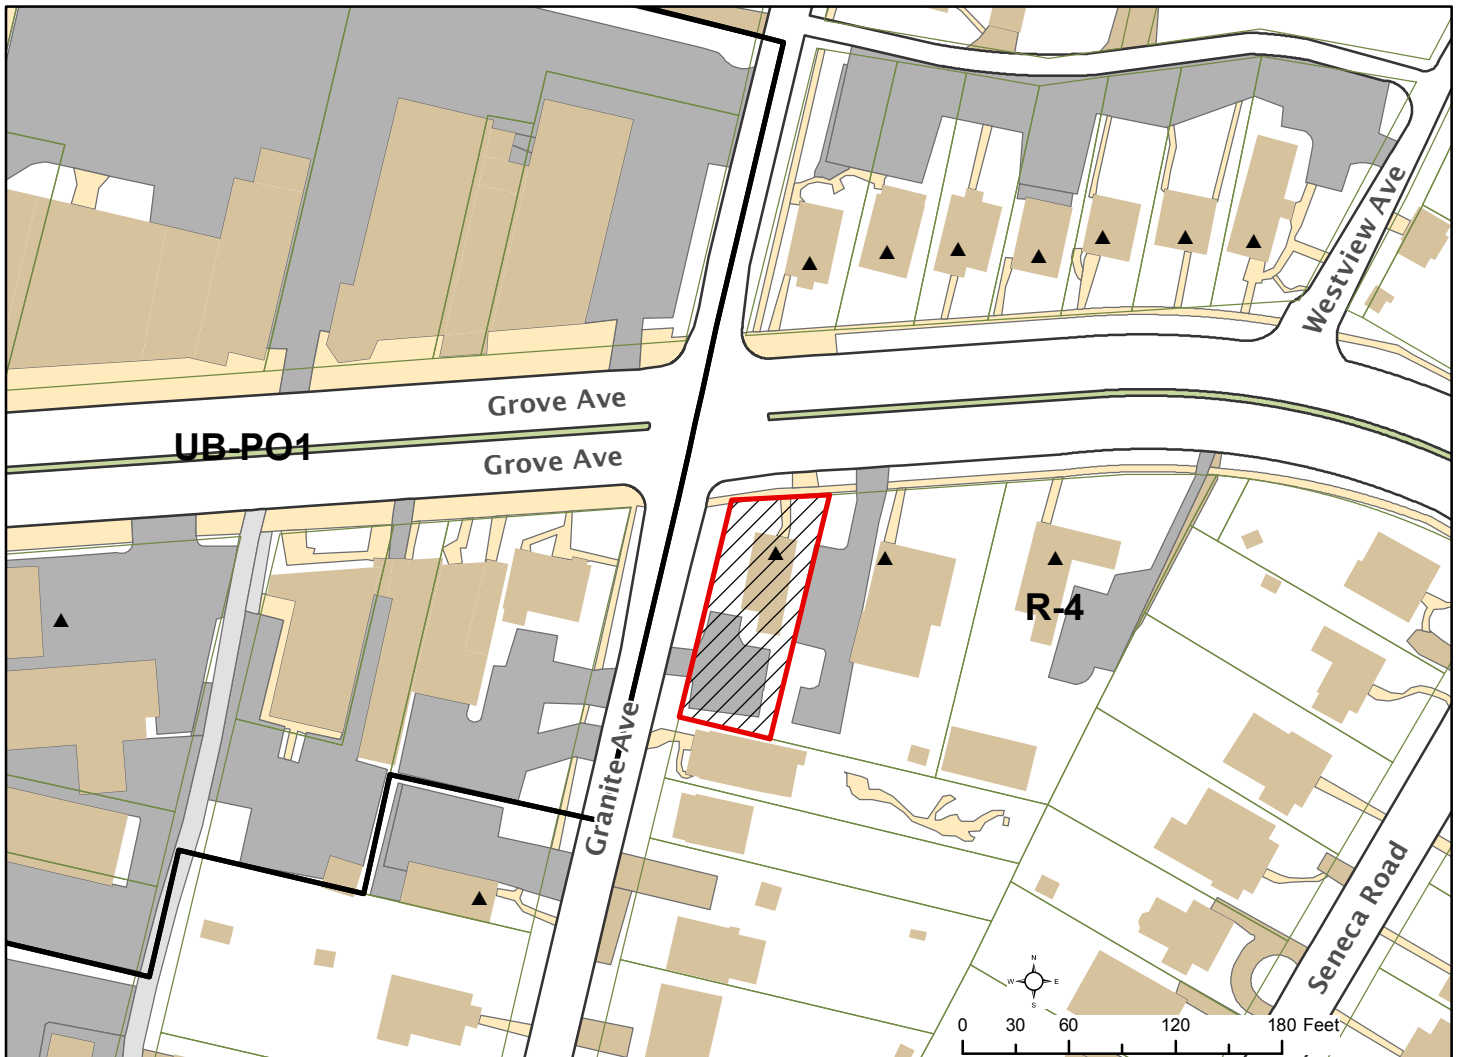 Westview Ave
Grove Ave
UB-PO1
Grove Ave
R-4
Granite Ave
Seneca Road
N
W E
S
0 30 60 120 180 Feet